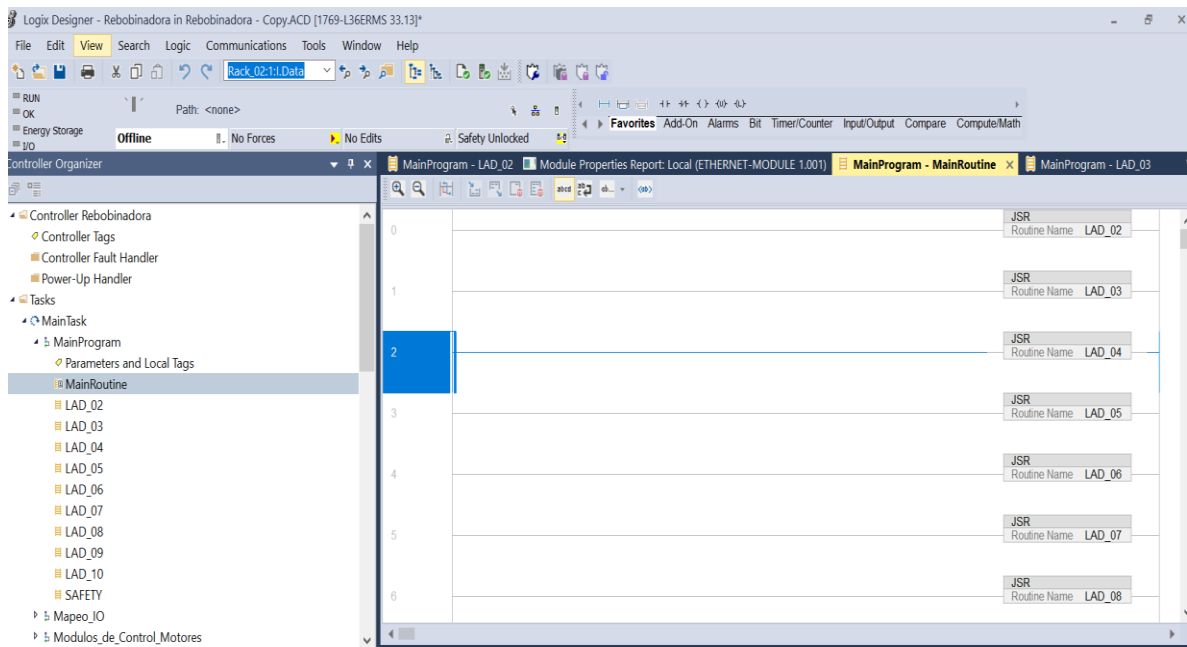 Logix Designer - Rebobinadora in Rebobinadora - Copy.ACD [1769-L36ERMS 33.13]*
File Edit View Search Logic Communications Tools Window Help
Rack_02:1:I.Data
RUN
OK
Energy Storage
I/O
Path: <none>
Offline
No Forces
No Edits
Safety Unlocked
Favorites Add-On Alarms Bit Timer/Counter Input/Output Compare Compute/Math
Controller Organizer
MainProgram - LAD_02
Module Properties Report: Local (ETHERNET-MODULE 1.001)
MainProgram - MainRoutine
MainProgram - LAD_03
Controller Rebobinadora
Controller Tags
Controller Fault Handler
Power-Up Handler
Tasks
MainTask
MainProgram
Parameters and Local Tags
MainRoutine
LAD_02
LAD_03
LAD_04
LAD_05
LAD_06
LAD_07
LAD_08
LAD_09
LAD_10
SAFETY
Mapeo_IO
Modulos_de_Control_Motores
0
JSR
Routine Name LAD_02
1
JSR
Routine Name LAD_03
2
JSR
Routine Name LAD_04
3
JSR
Routine Name LAD_05
4
JSR
Routine Name LAD_06
5
JSR
Routine Name LAD_07
6
JSR
Routine Name LAD_08